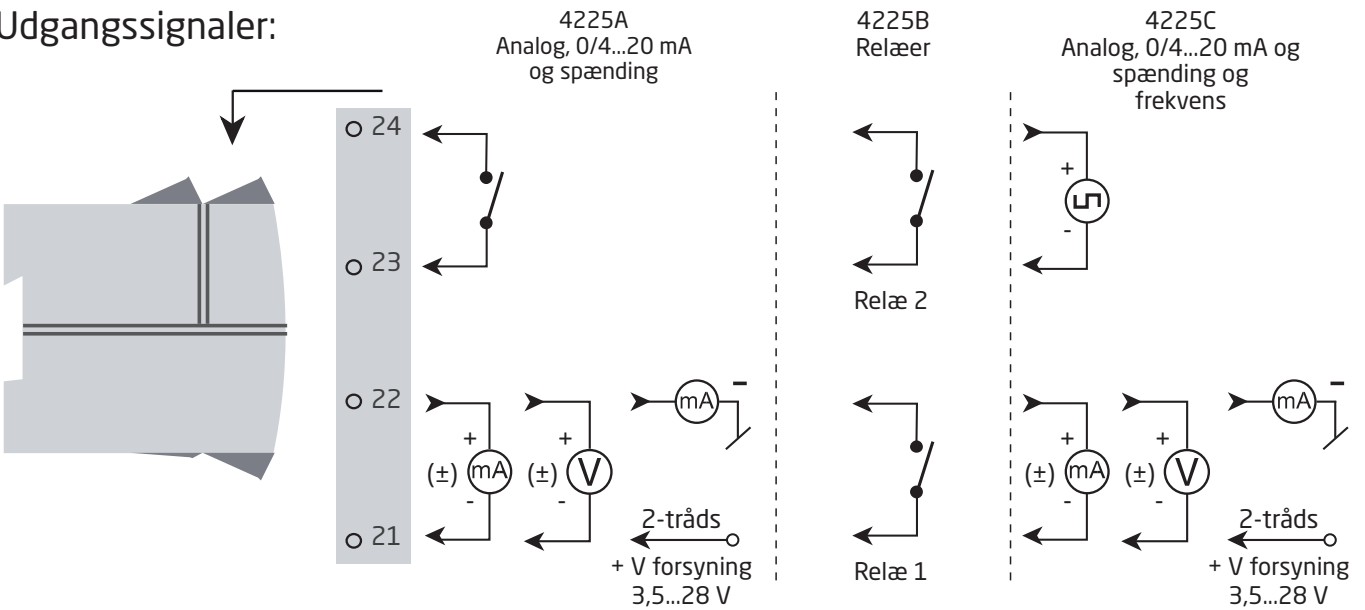 Udgangssignaler:
4225A
Analog, 0/4...20 mA
og spænding
4225B
Relæer
4225C
Analog, 0/4...20 mA og
spænding og
frekvens
24
23
22
21
+
-
(±)
mA
+
-
(±)
V
mA
-
2-tråds
+ V forsyning
3,5...28 V
Relæ 2
Relæ 1
+
-
+
-
(±)
mA
+
-
(±)
V
mA
-
2-tråds
+ V forsyning
3,5...28 V